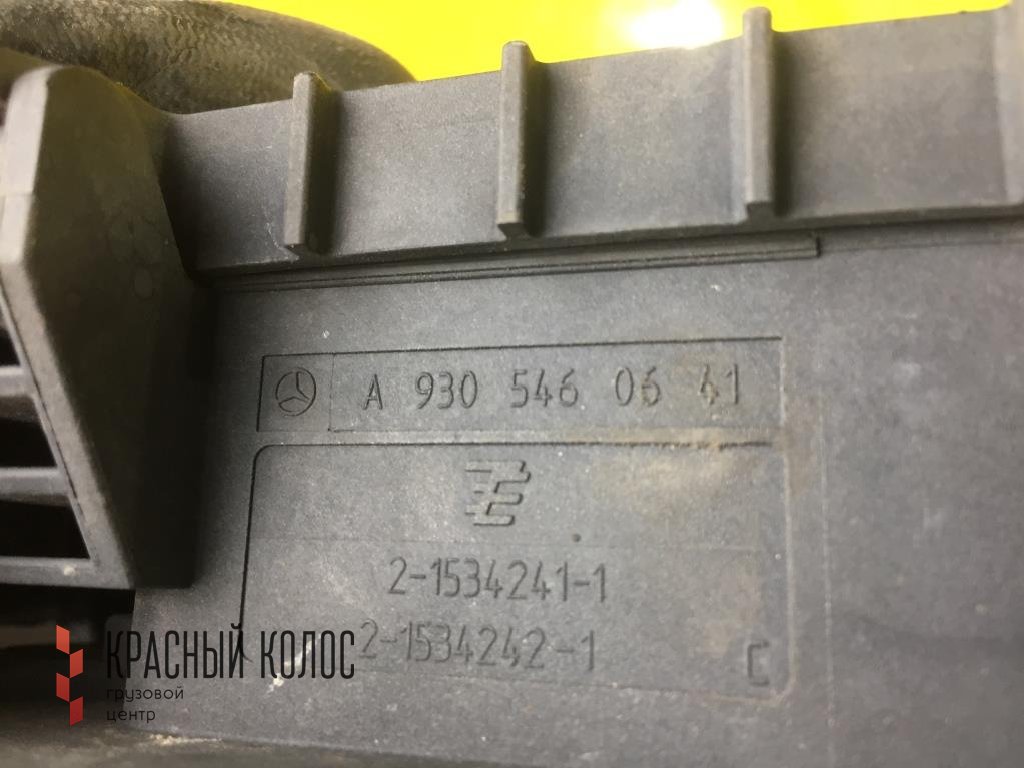 A 930 546 06 41
2-1534241-1
2-1534242-1
C
КРАСНЫЙ КОЛОС
грузовой
центр